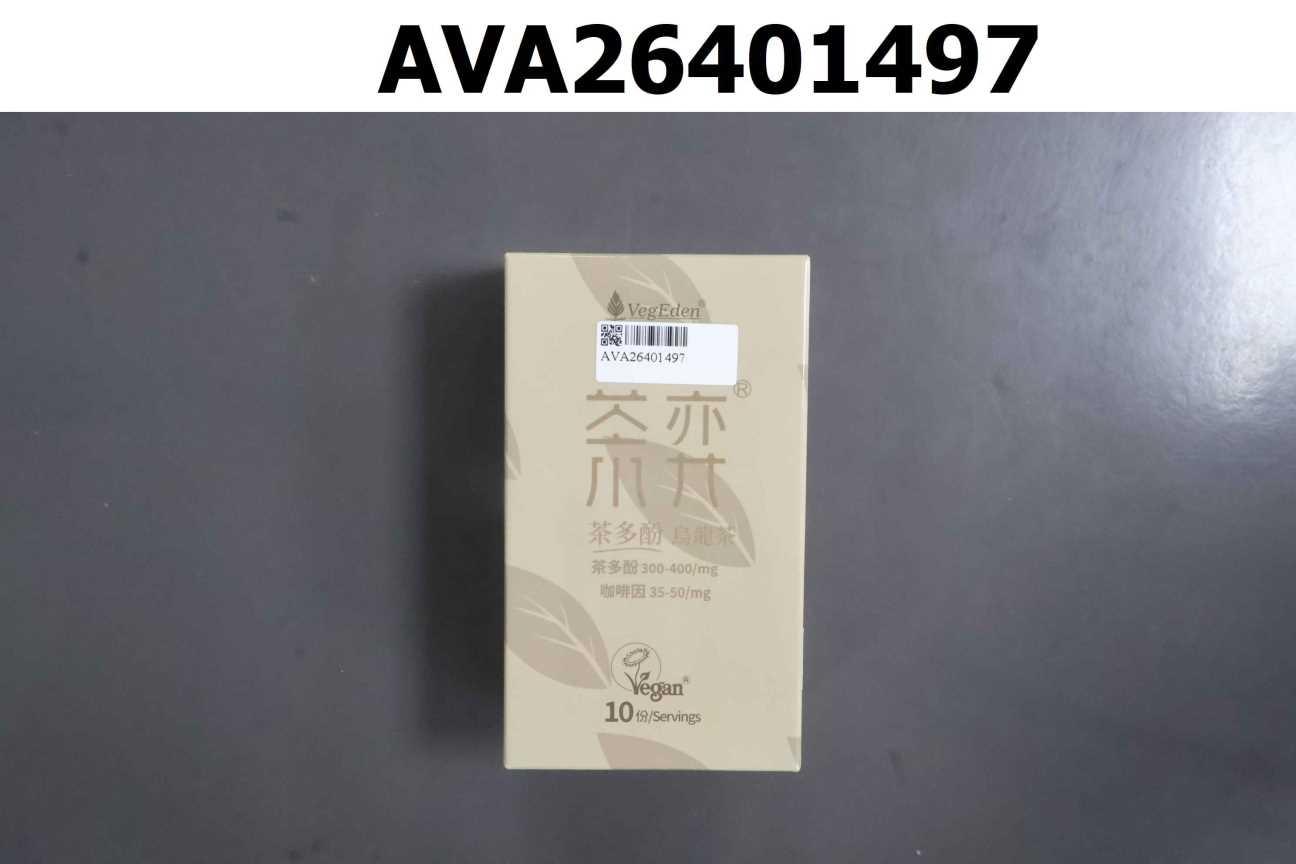 AVA26401497
VegEden®
AVA26401497
茶奕®
茶多酚 烏龍茶
茶多酚 300-400/mg
咖啡因 35-50/mg
Vegan®
10份/Servings